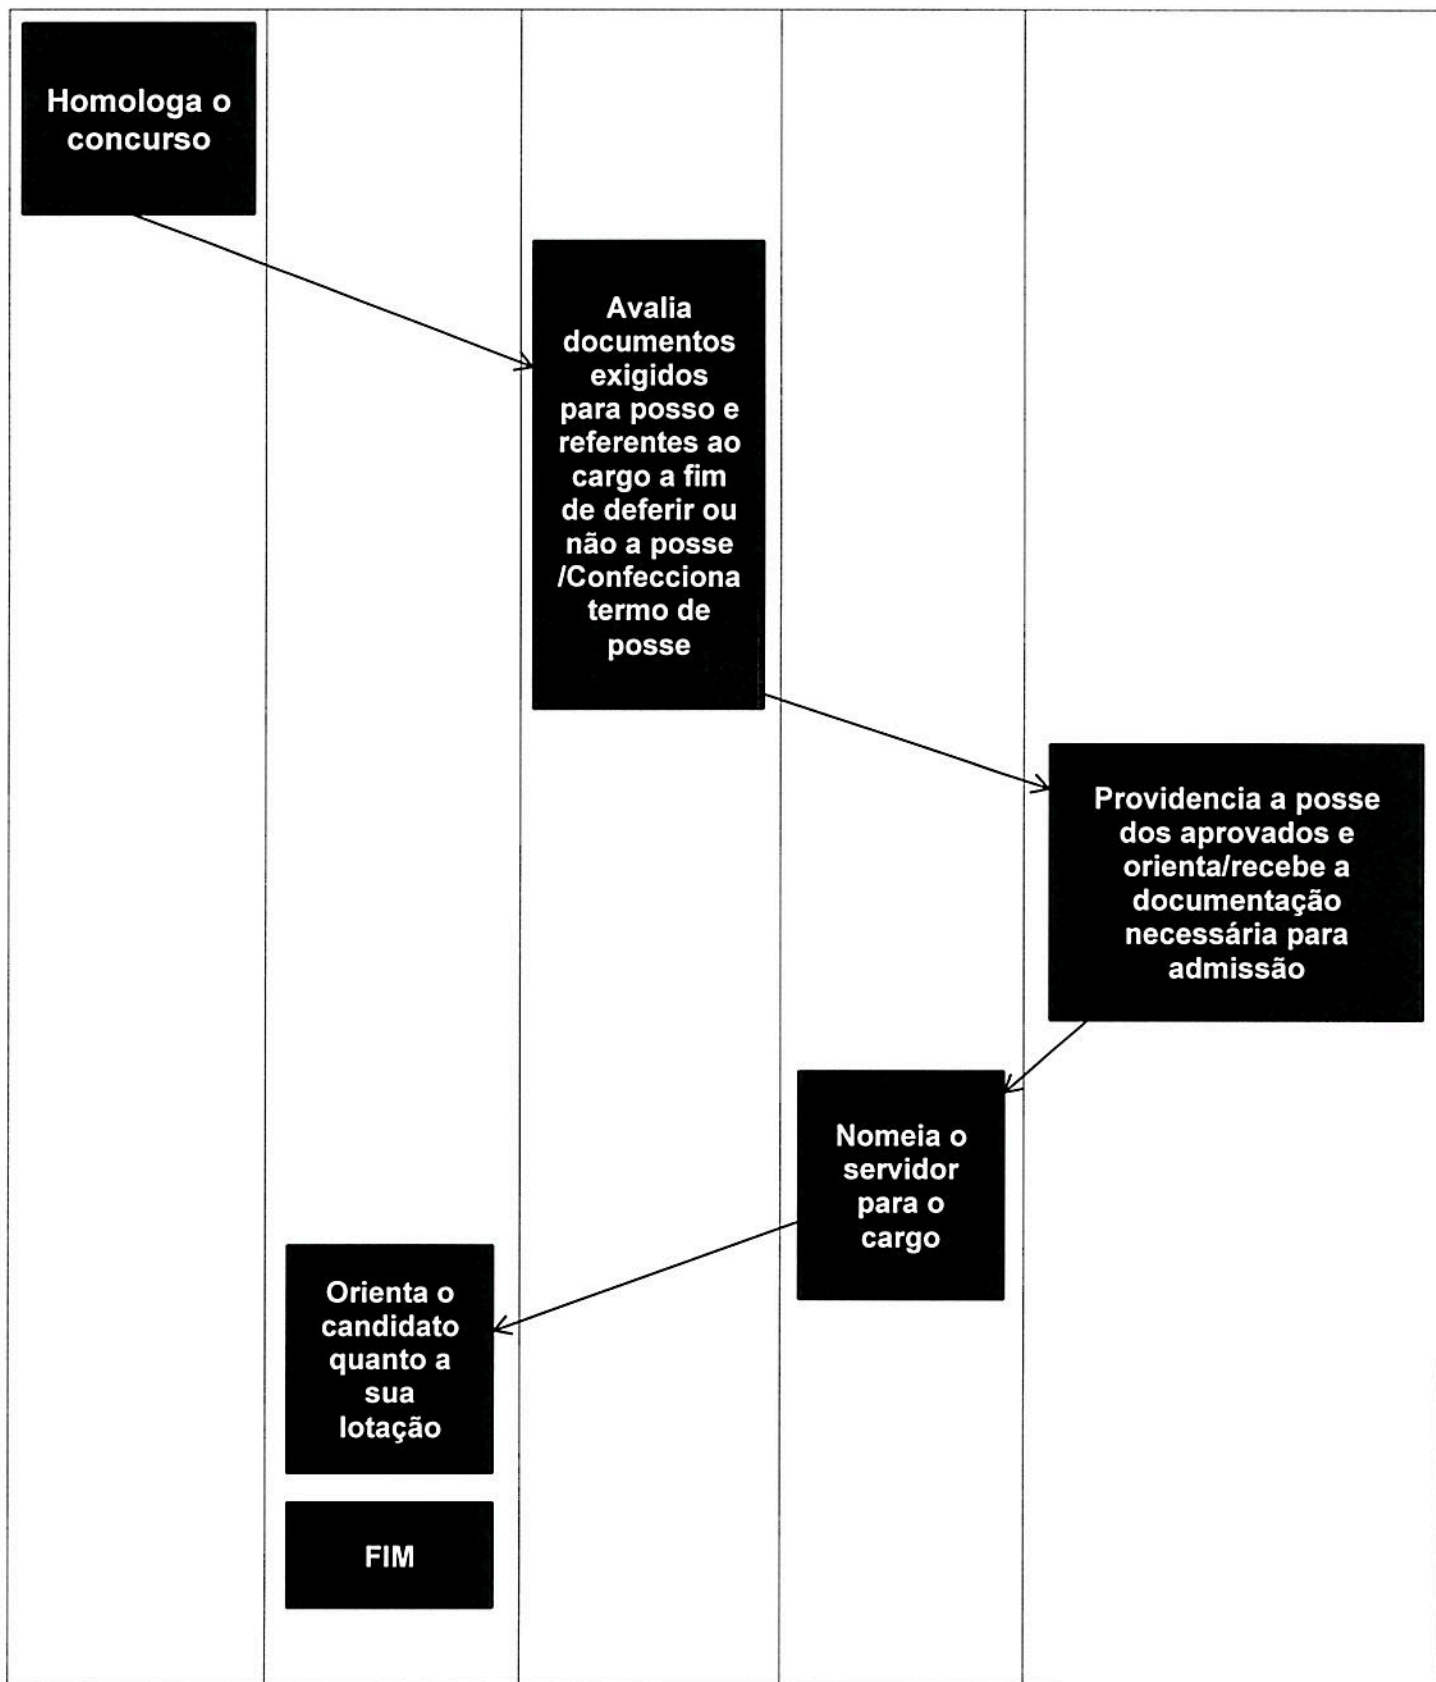 Homologa o
concurso
Avalia
documentos
exigidos
para posso e
referentes ao
cargo a fim
de deferir ou
não a posse
/Confecciona
termo de
posse
Providencia a posse
dos aprovados e
orienta/recebe a
documentação
necessária para
admissão
Nomeia o
servidor
para o
cargo
Orienta o
candidato
quanto a
sua
lotação
FIM